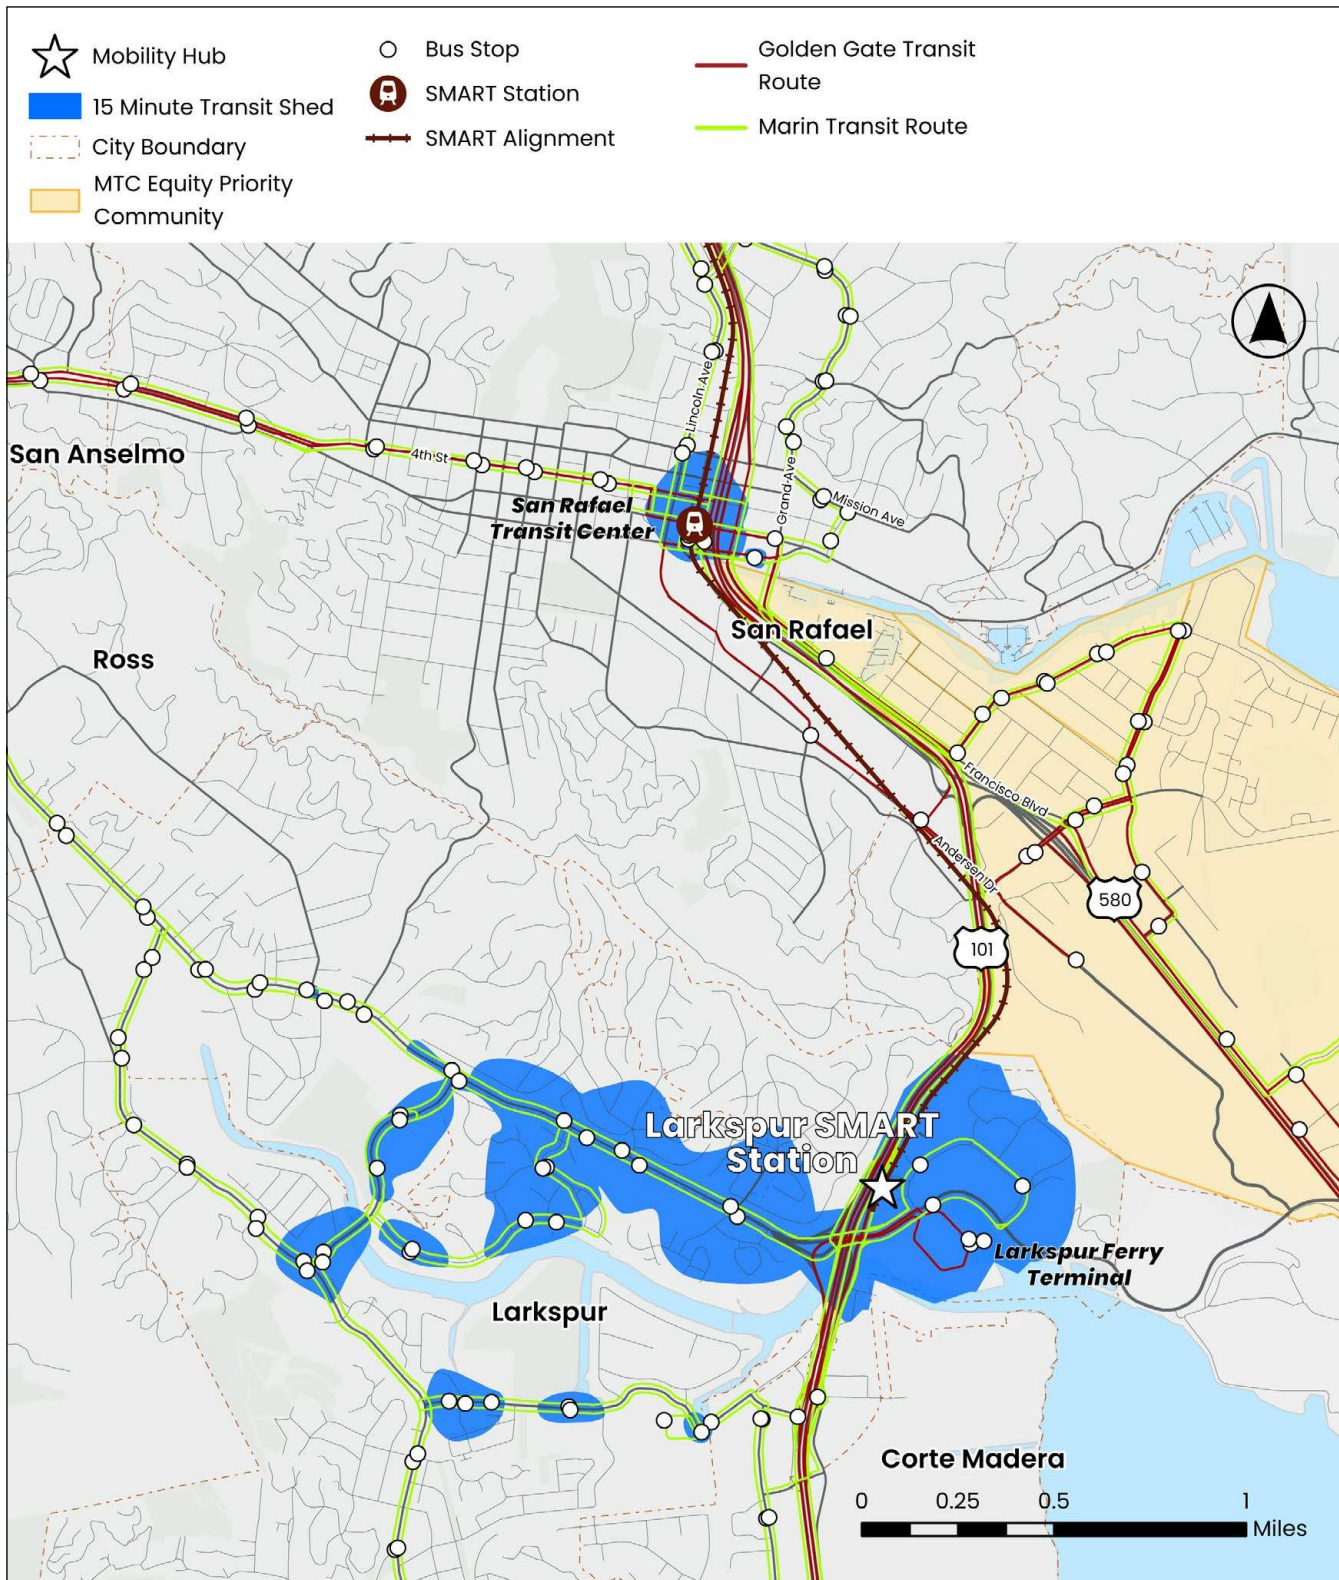 Mobility Hub
15 Minute Transit Shed
City Boundary
MTC Equity Priority
Community
Bus Stop
SMART Station
SMART Alignment
Golden Gate Transit
Route
Marin Transit Route
Lincoln Ave
San Anselmo
4th St
San Rafael
Transit Center
Grand Ave
Mission Ave
San Rafael
Ross
Francisco Blvd
Andersen Dr
580
101
Larkspur SMART
Station
Larkspur Ferry
Terminal
Larkspur
Corte Madera
0 0.25 0.5 1
Miles